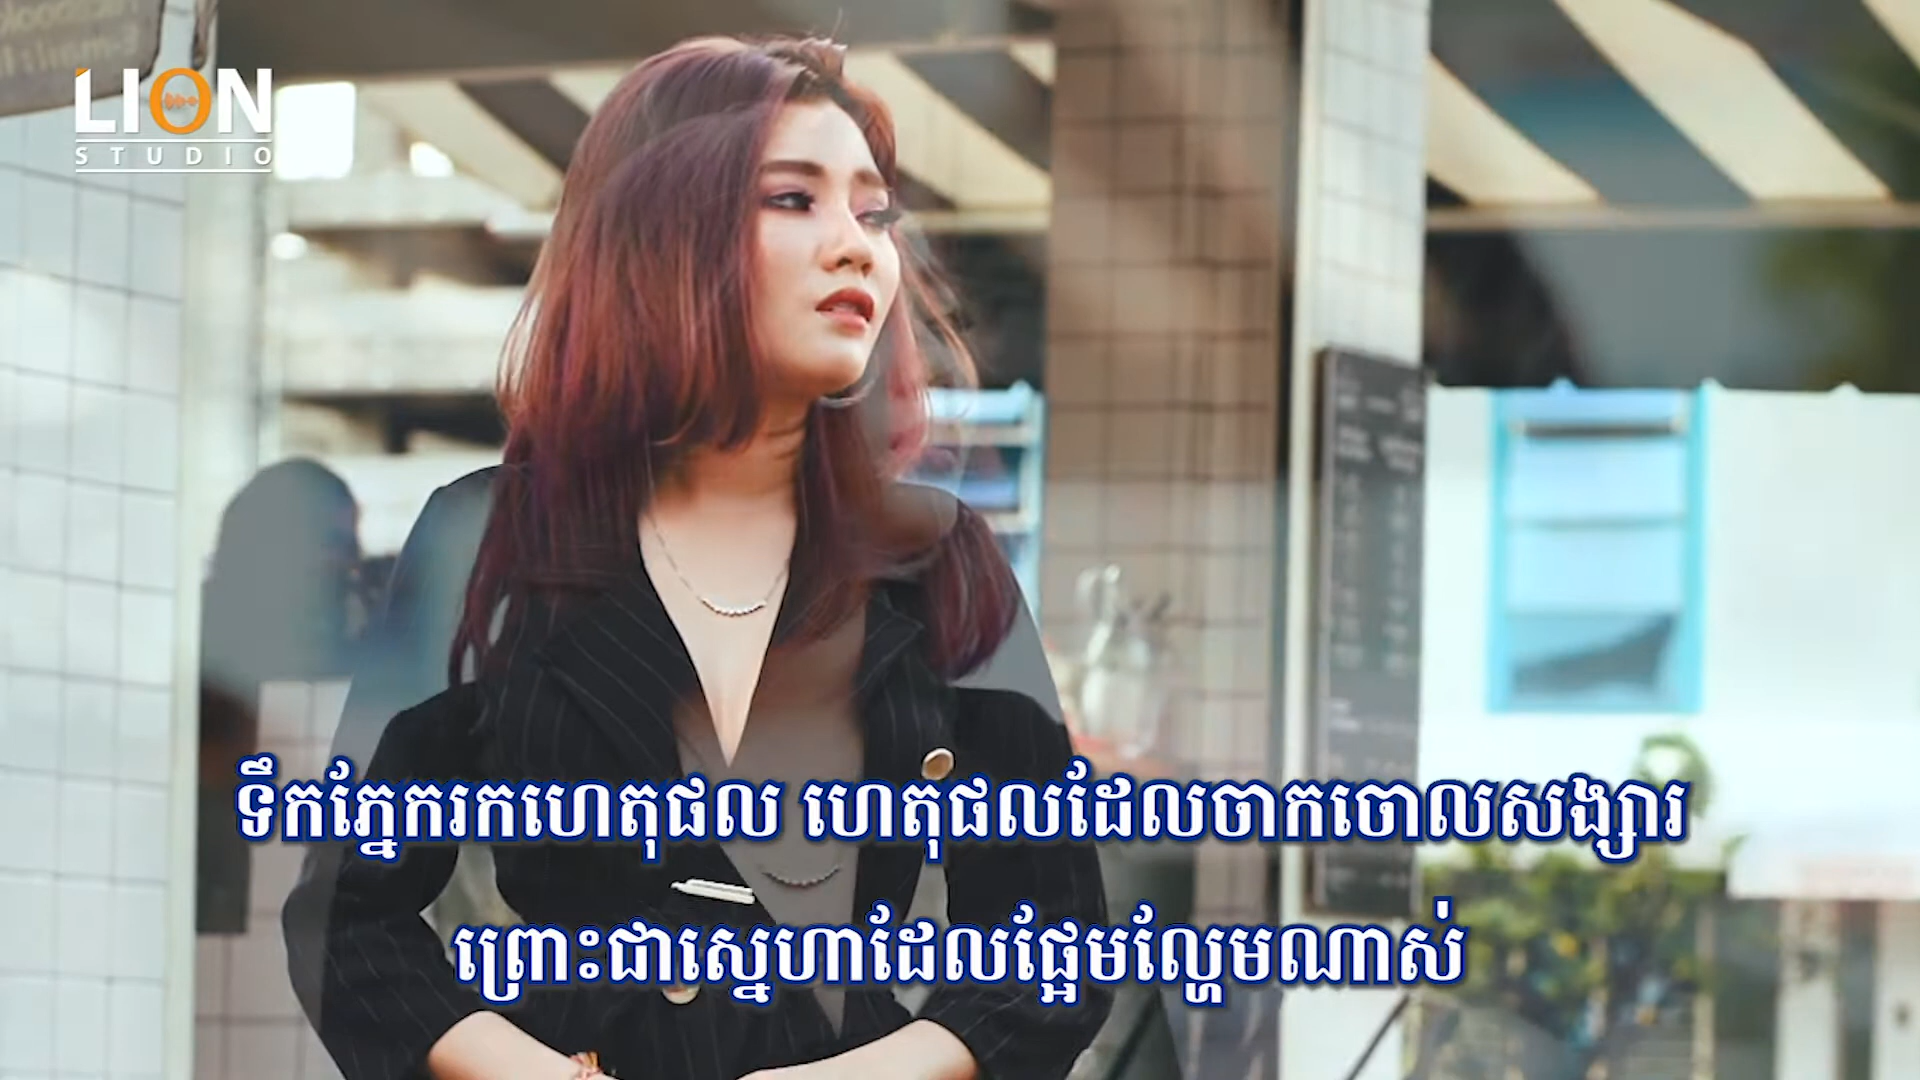 LION
STUDIO
ទឹកភ្នែករកហេតុផល ហេតុផលដែលចាកចោលសង្សារ
ព្រោះជាស្នេហាដែលផ្អែមល្ហែមណាស់